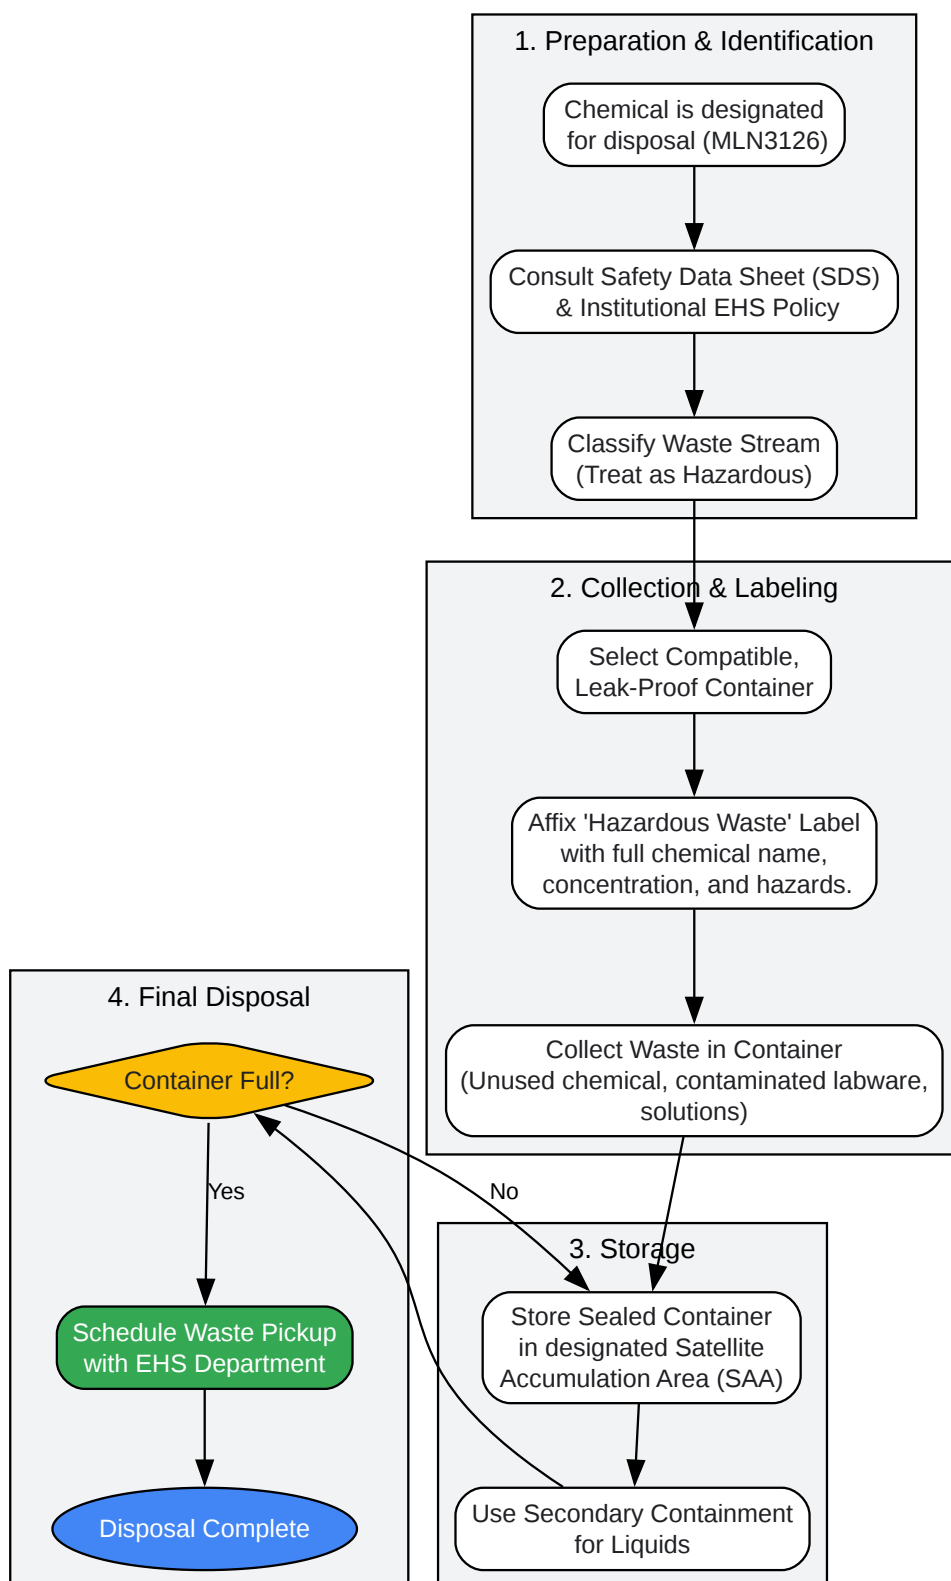 1. Preparation & Identification
Chemical is designated
for disposal (MLN3126)
Consult Safety Data Sheet (SDS)
& Institutional EHS Policy
Classify Waste Stream
(Treat as Hazardous)
2. Collection & Labeling
Select Compatible,
Leak-Proof Container
Affix 'Hazardous Waste' Label
with full chemical name,
concentration, and hazards.
Collect Waste in Container
(Unused chemical, contaminated labware,
solutions)
3. Storage
Store Sealed Container
in designated Satellite
Accumulation Area (SAA)
Use Secondary Containment
for Liquids
4. Final Disposal
Container Full?
Yes
No
Schedule Waste Pickup
with EHS Department
Disposal Complete